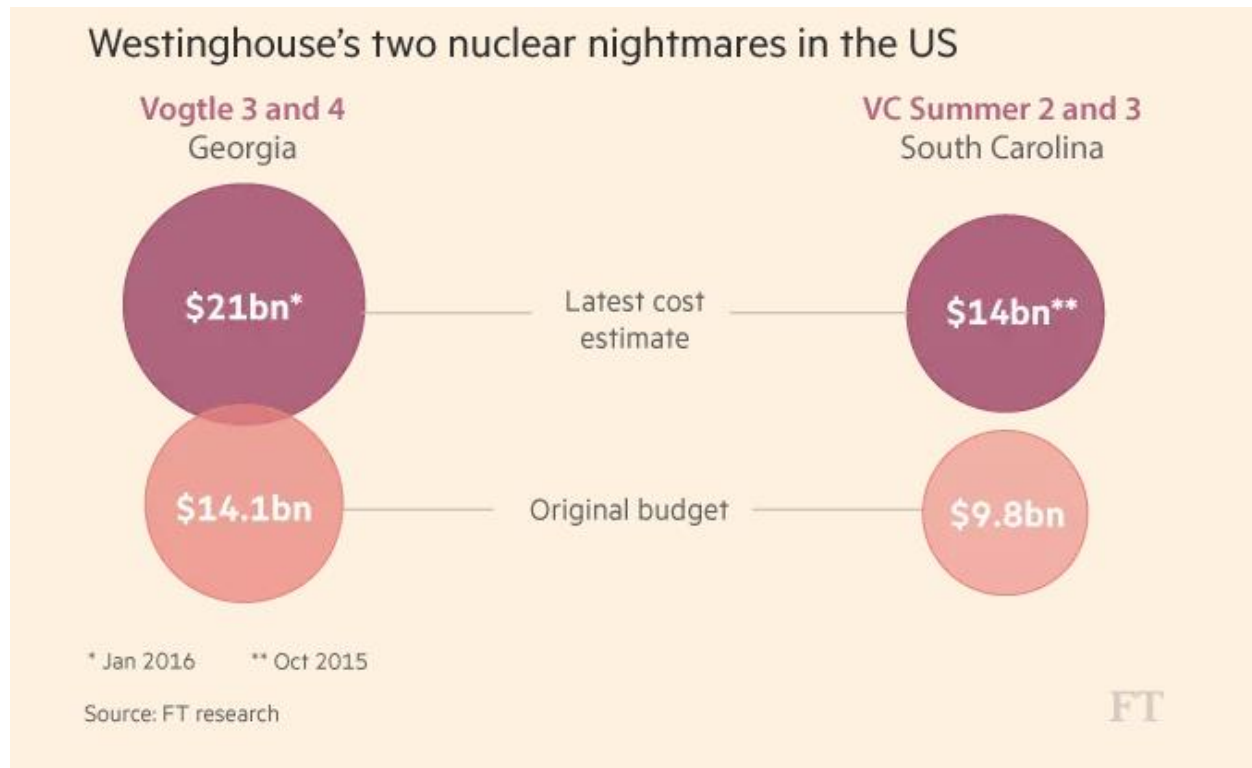 Westinghouse’s two nuclear nightmares in the US
Vogtle 3 and 4
Georgia
VC Summer 2 and 3
South Carolina
$21bn*
Latest cost
estimate
$14bn**
$14.1bn
Original budget
$9.8bn
* Jan 2016
** Oct 2015
Source: FT research
FT